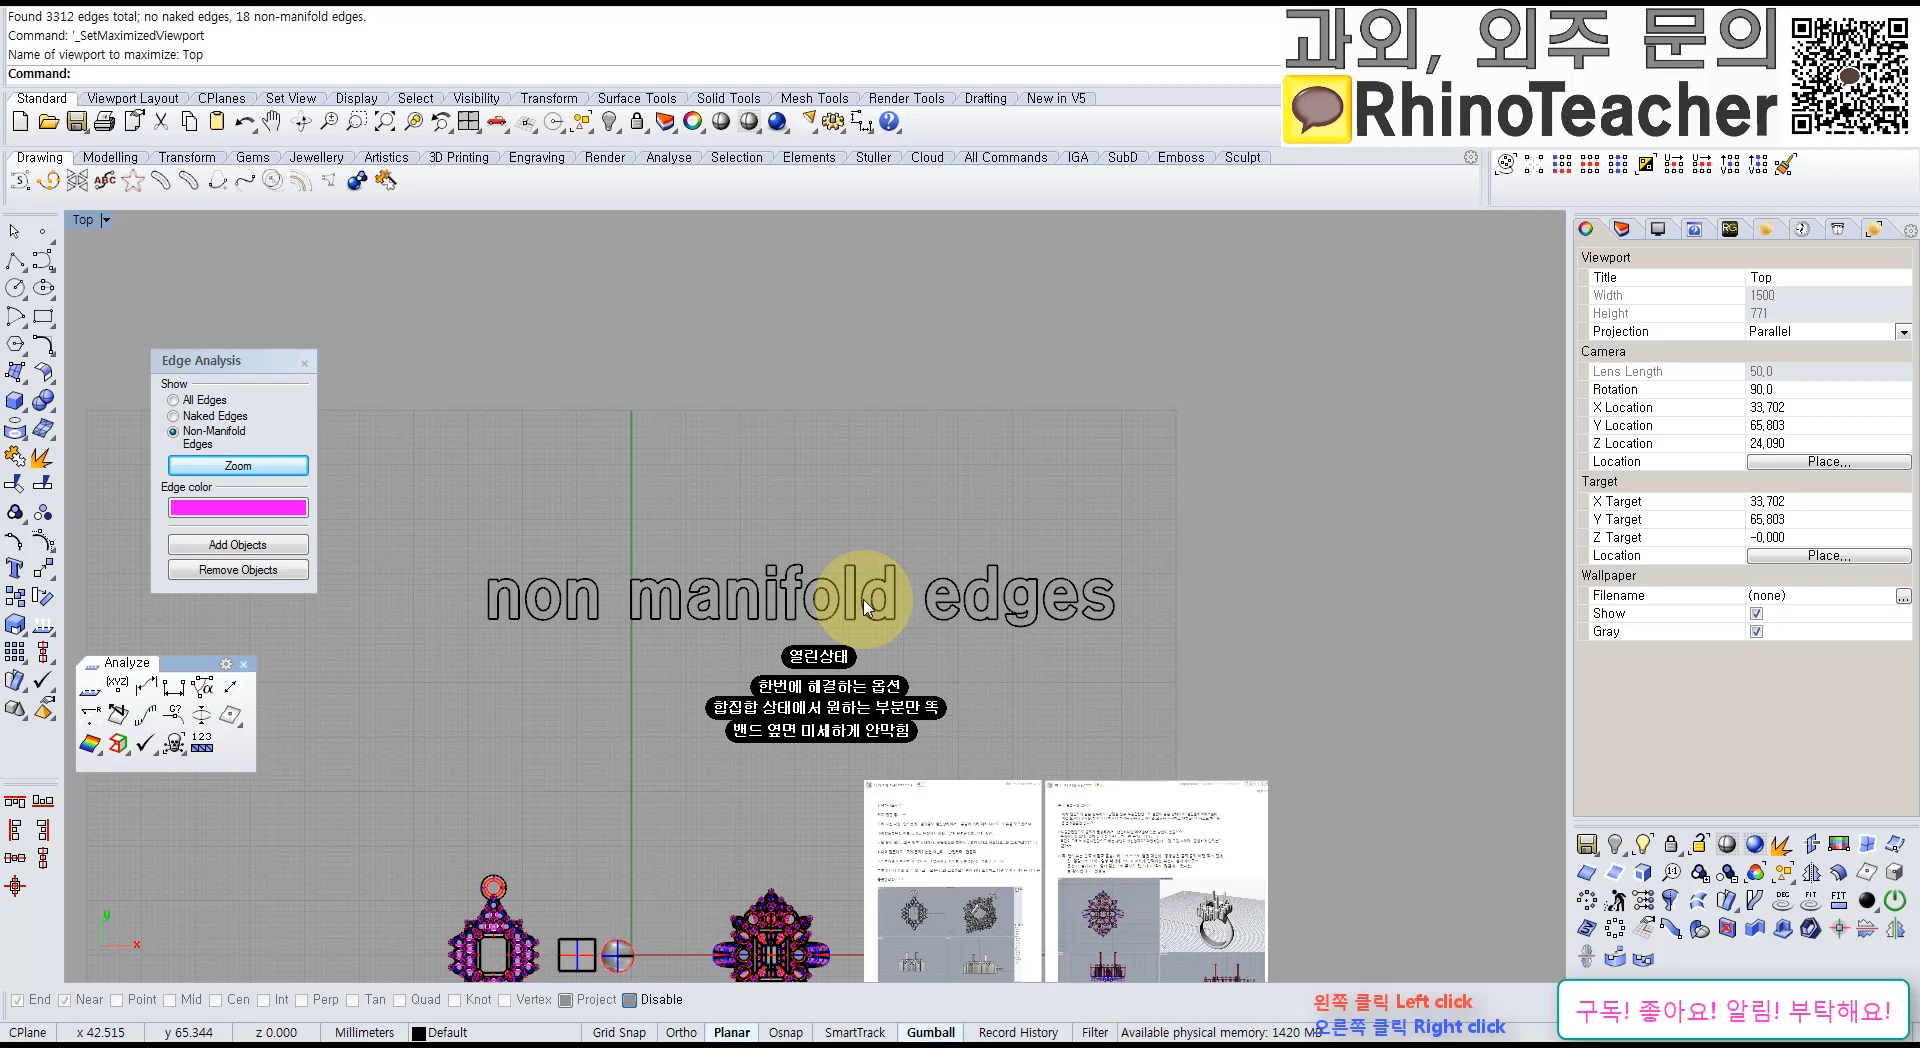 Found 3312 edges total; no naked edges, 18 non-manifold edges.
Command: '_SetMaximizedViewport
Name of viewport to maximize: Top
Command:
과외, 외주 문의
RhinoTeacher
Standard Viewport Layout CPlanes Set View Display Select Visibility Transform Surface Tools Solid Tools Mesh Tools Render Tools Drafting New in V5
Drawing Modelling Transform Gems Jewellery Artistics 3D Printing Engraving Render Analyse Selection Elements Stuller Cloud All Commands IGA SubD Emboss Sculpt
Top
Edge Analysis
Show
All Edges
Naked Edges
Non-Manifold
Edges
Zoom
Edge color
Add Objects
Remove Objects
Analyze
non manifold edges
열린상태
한번에 해결하는 옵션
합집합 상태에서 원하는 부분만 똑
밴드 옆면 미세하게 안막힘
y
x
Viewport
Title Top
Width 1500
Height 771
Projection Parallel
Camera
Lens Length 50,0
Rotation 90,0
X Location 33,702
Y Location 65,803
Z Location 24,090
Location Place...
Target
X Target 33,702
Y Target 65,803
Z Target -0,000
Location Place...
Wallpaper
Filename (none) ...
Show
Gray
End Near Point Mid Cen Int Perp Tan Quad Knot Vertex Project Disable
CPlane x 42.515 y 65.344 z 0.000 Millimeters Default Grid Snap Ortho Planar Osnap SmartTrack Gumball Record History Filter Available physical memory: 1420 M
왼쪽 클릭 Left click
오른쪽 클릭 Right click
구독! 좋아요! 알림! 부탁해요!